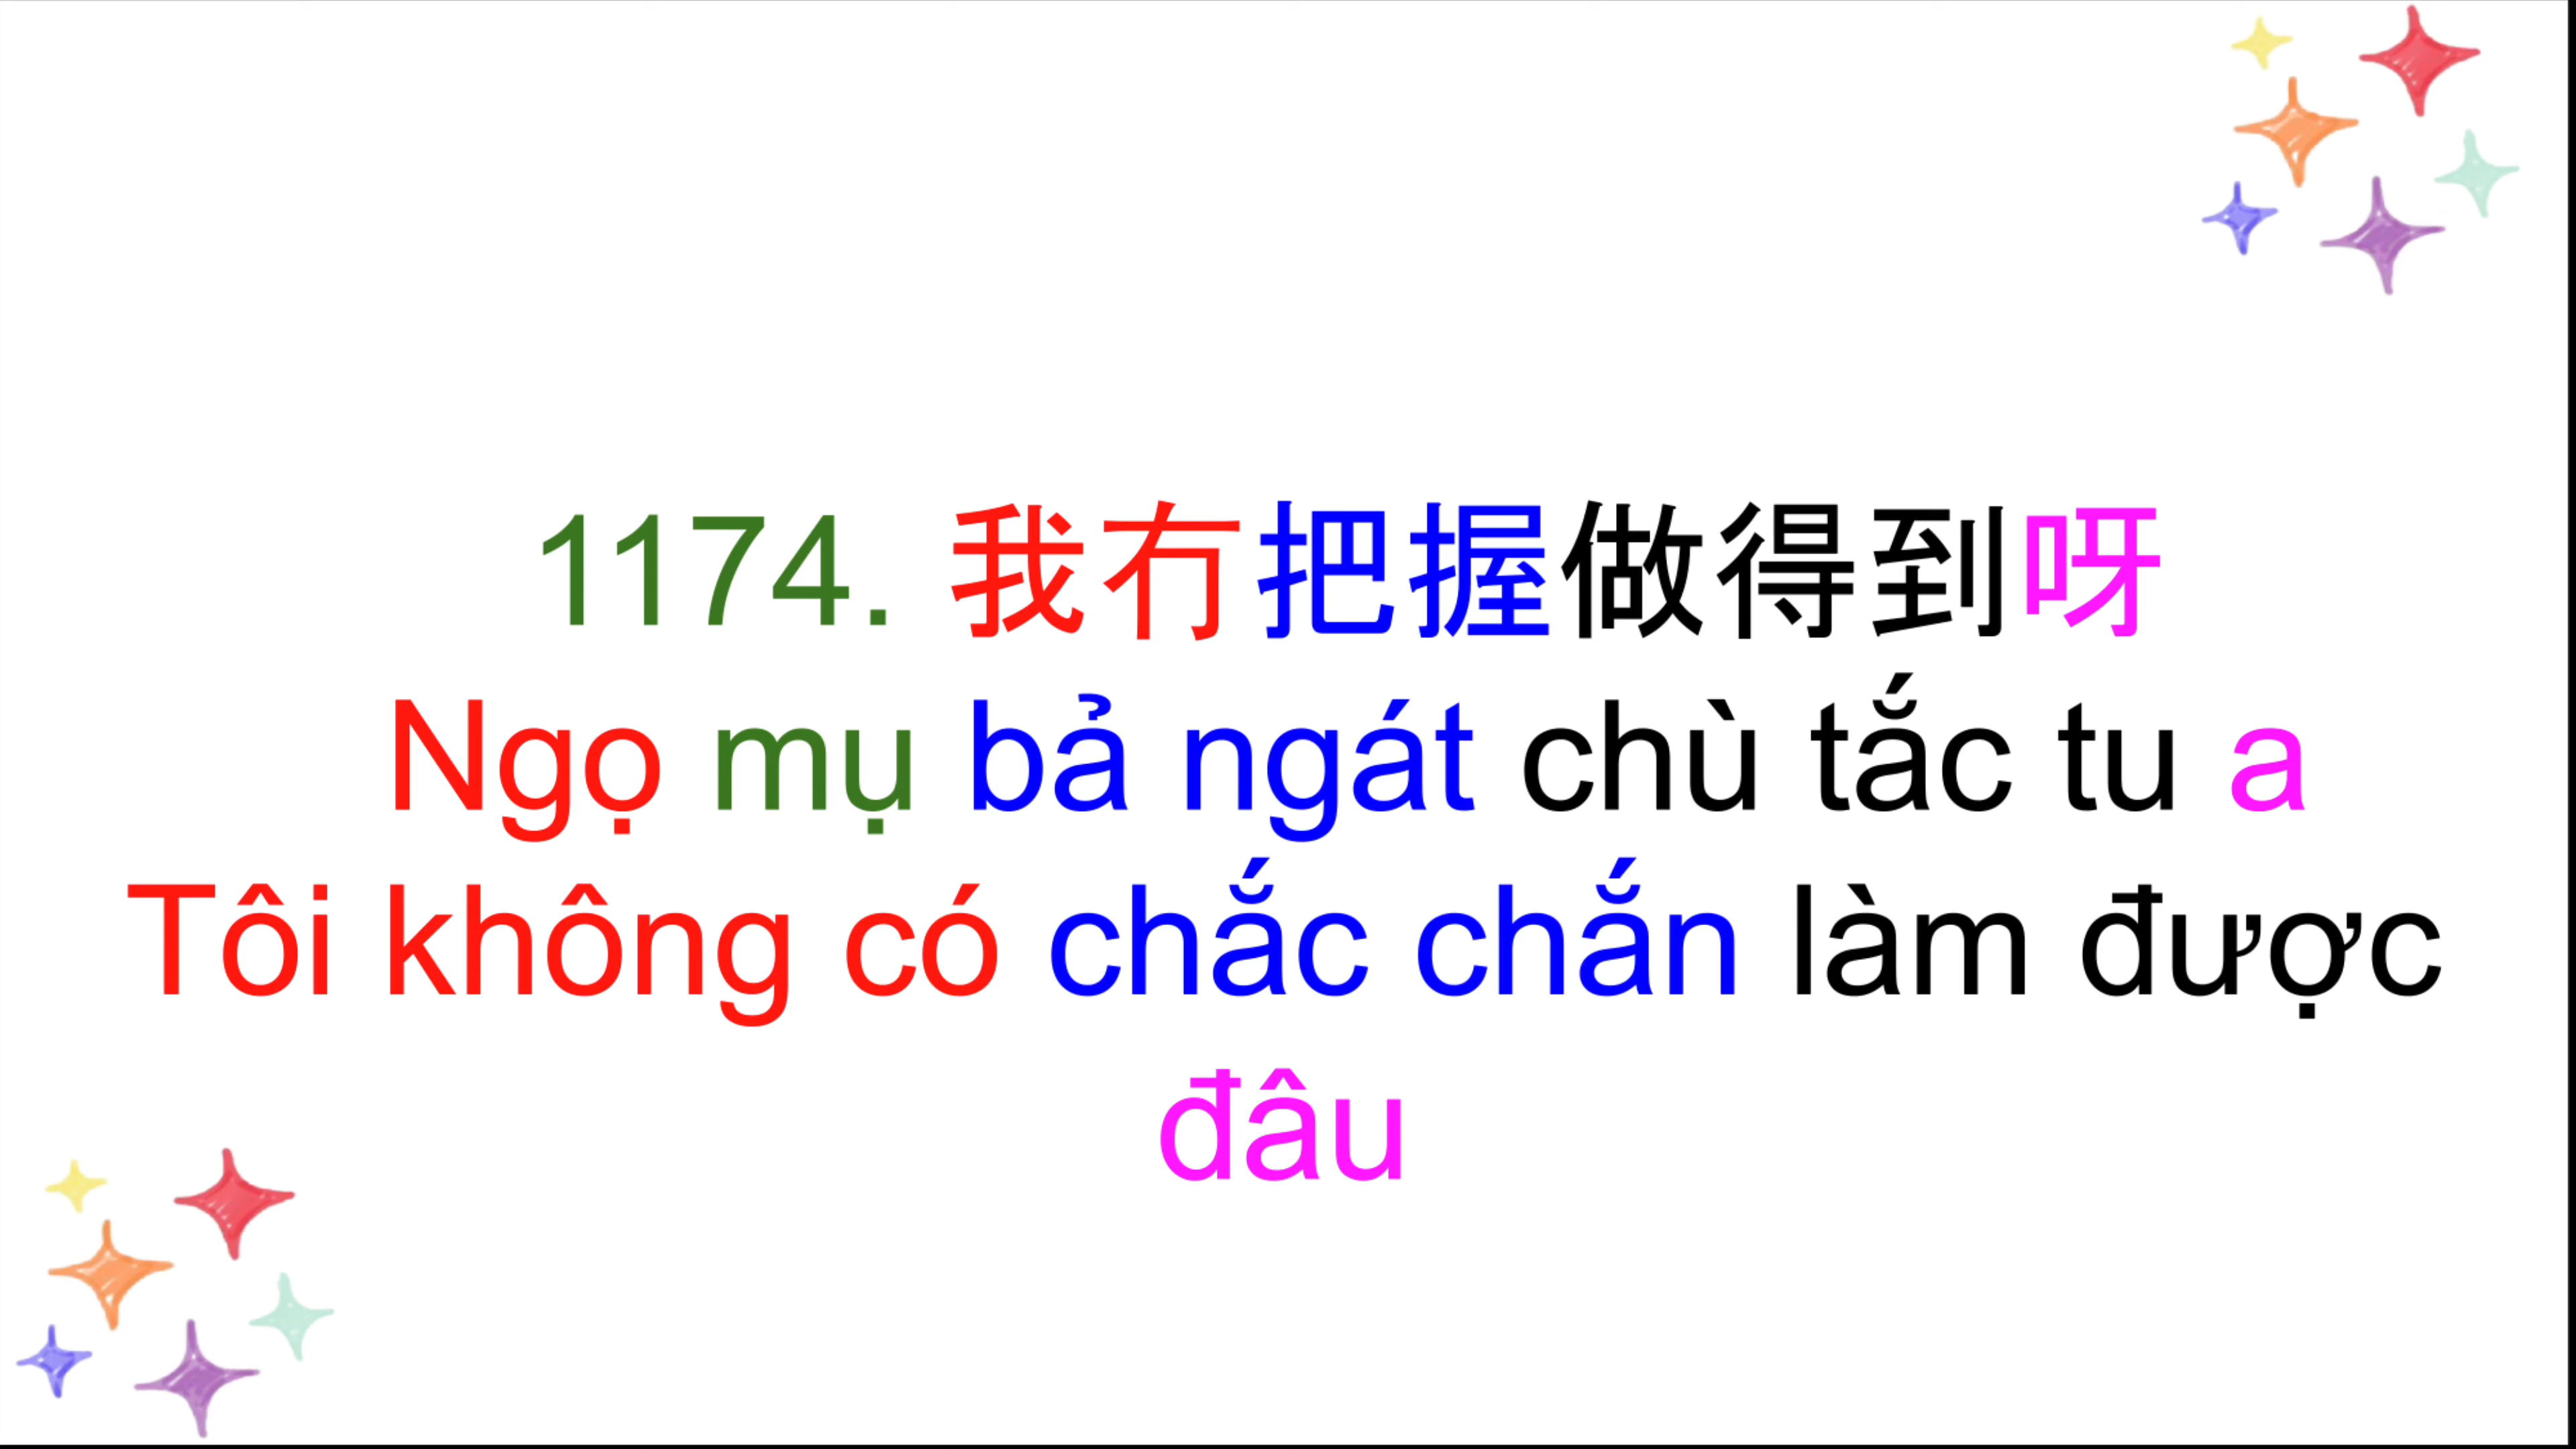 1174. 我冇把握做得到呀
Ngọ mụ bả ngát chù tắc tu a
Tôi không có chắc chắn làm được
đâu